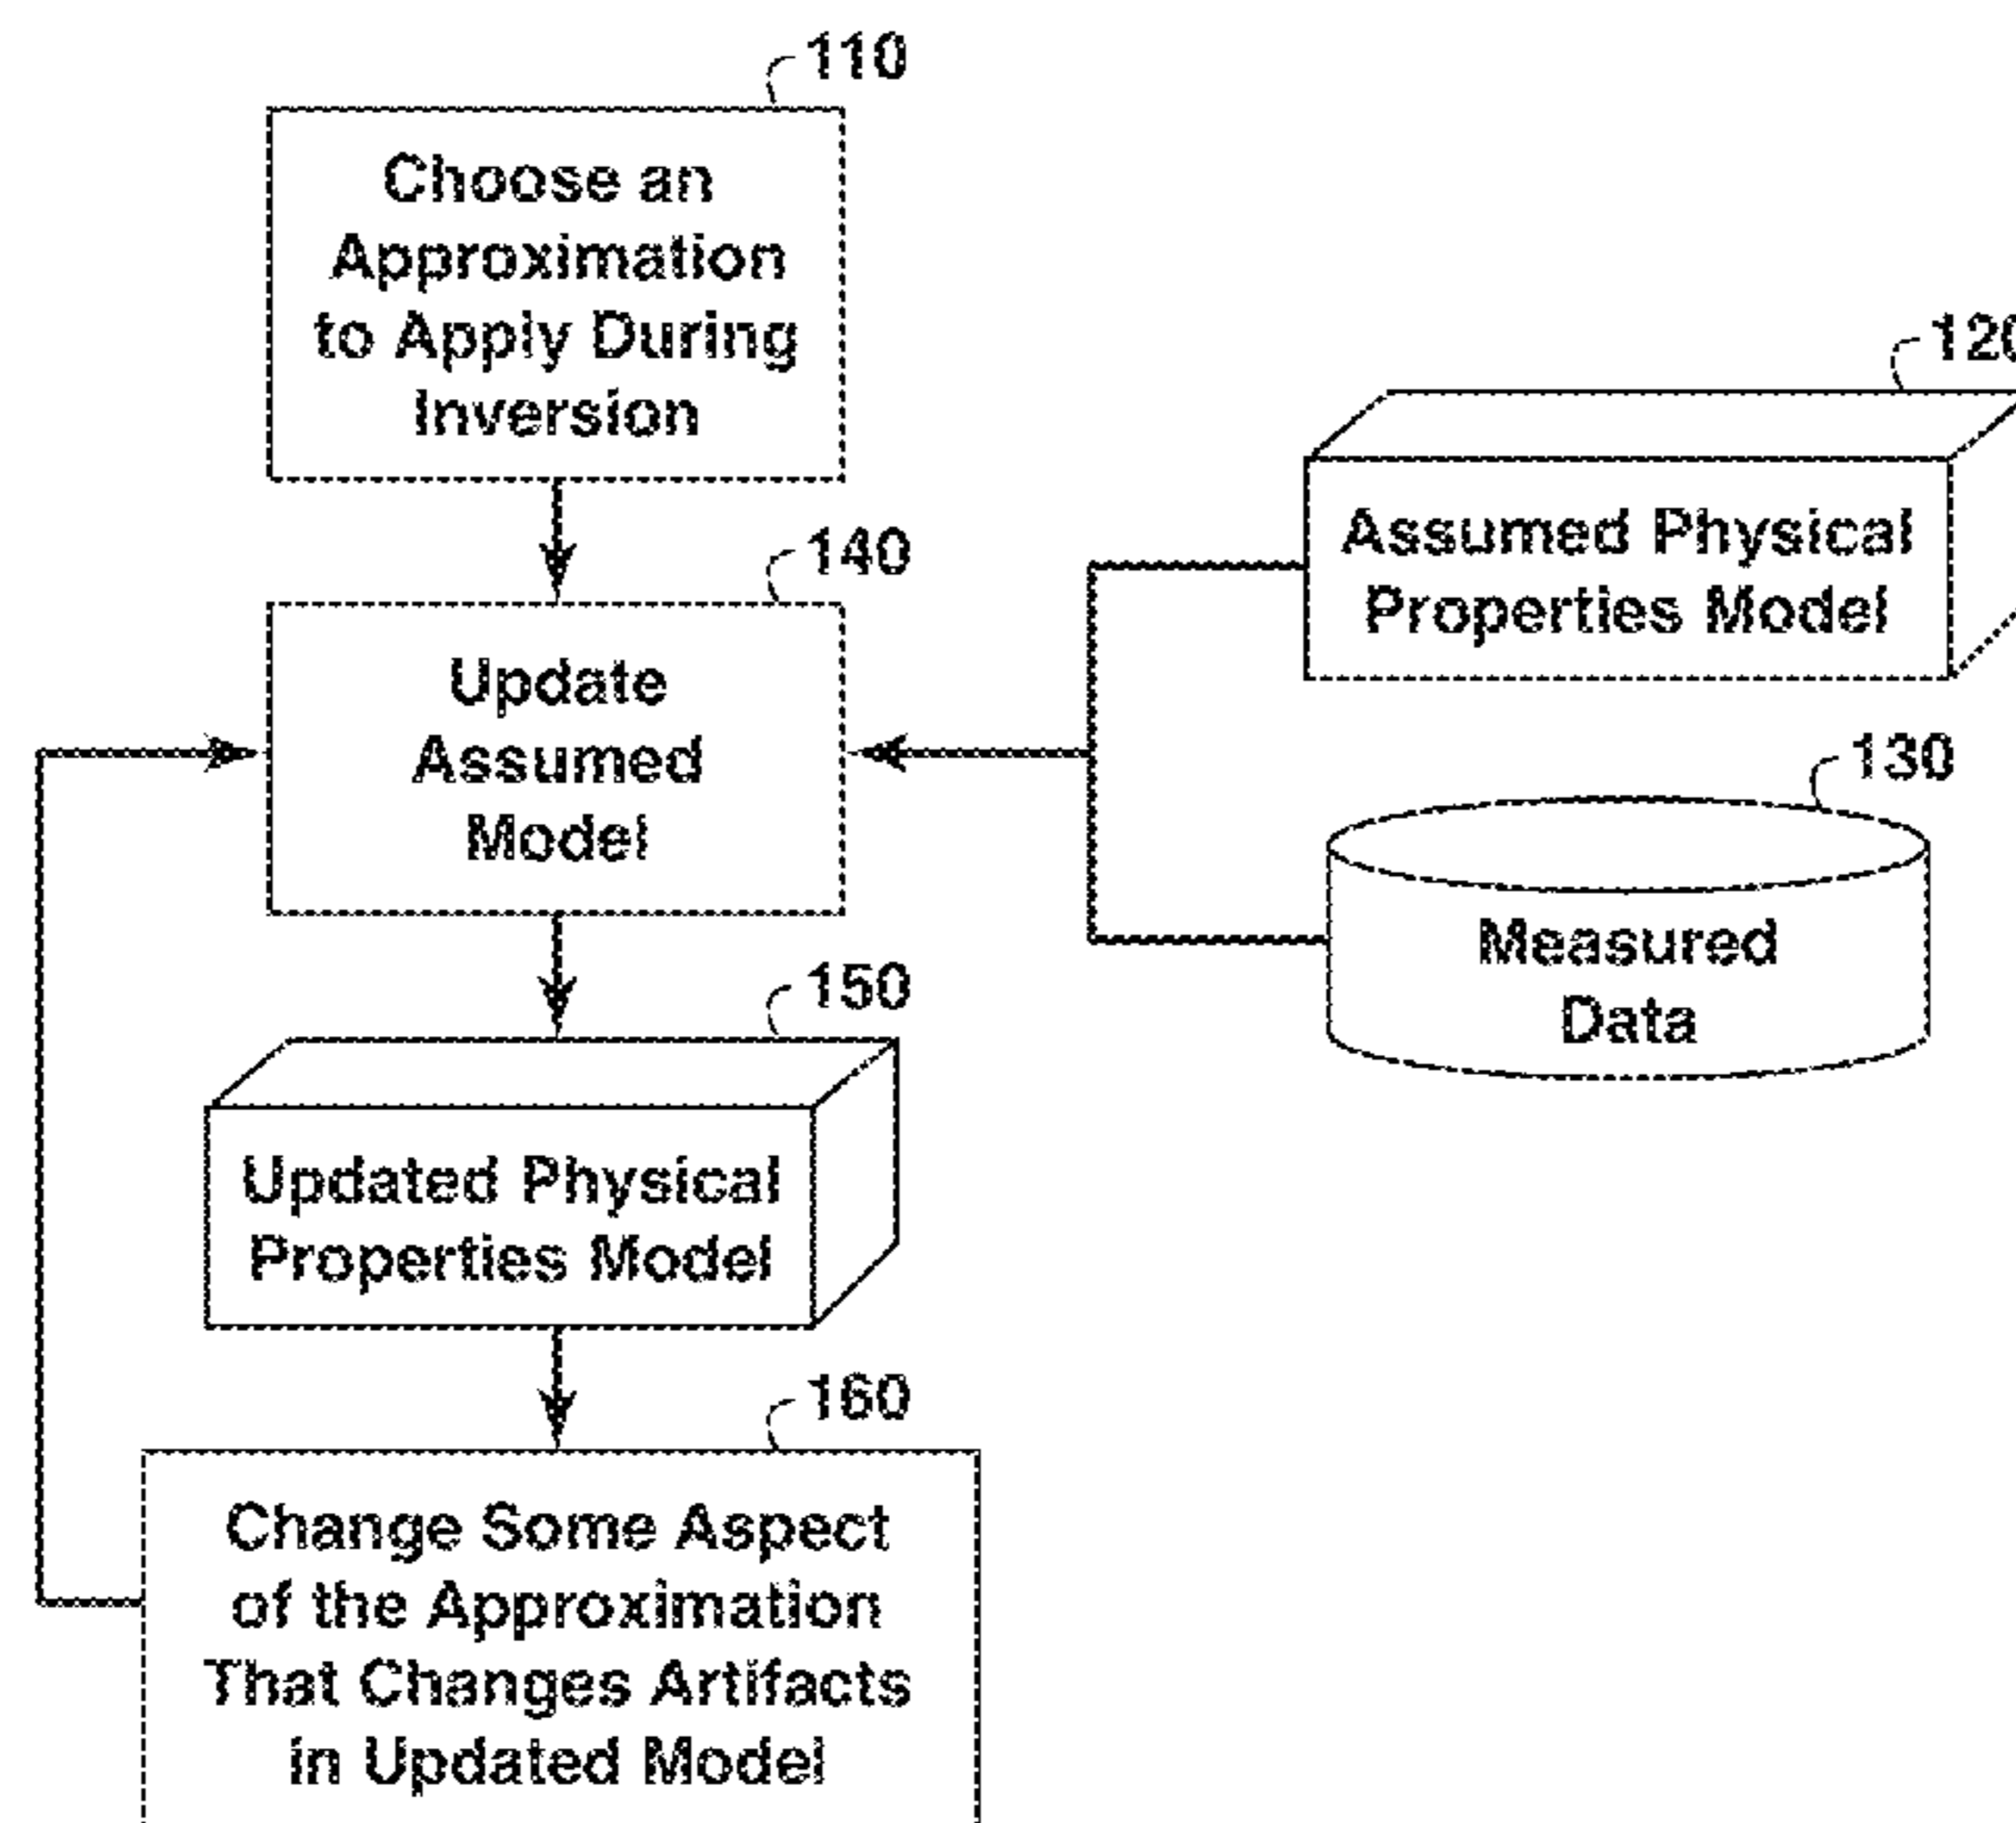 110
Choose an
Approximation
to Apply During
Inversion
120
Assumed Physical
Properties Model
140
Update
Assumed
Model
130
Measured
Data
150
Updated Physical
Properties Model
160
Change Some Aspect
of the Approximation
That Changes Artifacts
in Updated Model